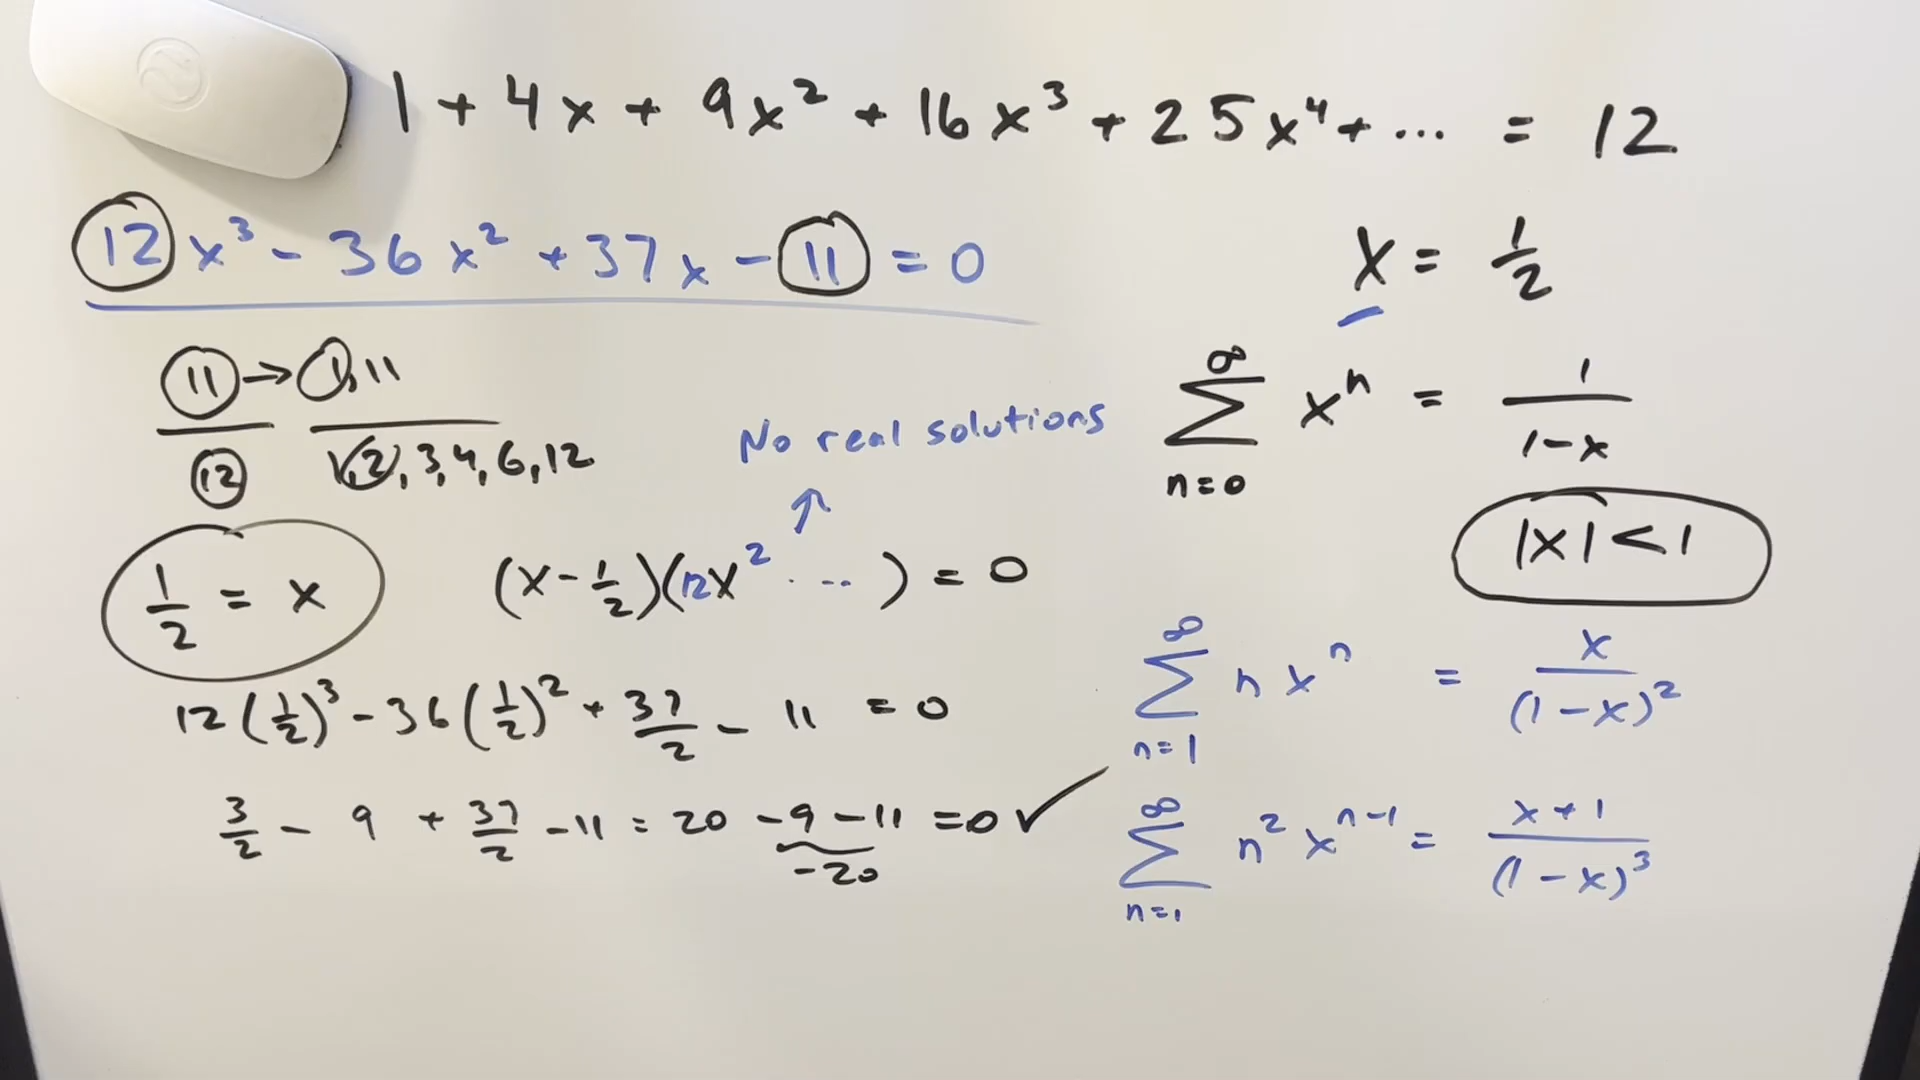 1 + 4x + 9x² + 16x³ + 25x⁴ + ... = 12
12x³ - 36x² + 37x - 11 = 0
x = 1/2
11 → 1, 11
12 1, 2, 3, 4, 6, 12
No real solutions
∞ ∑ n=0 xⁿ = 1/(1-x)
|x| < 1
1/2 = x
(x - 1/2)(12x² ...) = 0
12(1/2)³ - 36(1/2)² + 37/2 - 11 = 0
3/2 - 9 + 37/2 - 11 = 20 - 9 - 11 = 0 ✓
-20
∞ ∑ n=1 n xⁿ = x/(1-x)²
∞ ∑ n=1 n² xⁿ⁻¹ = x+1/(1-x)³